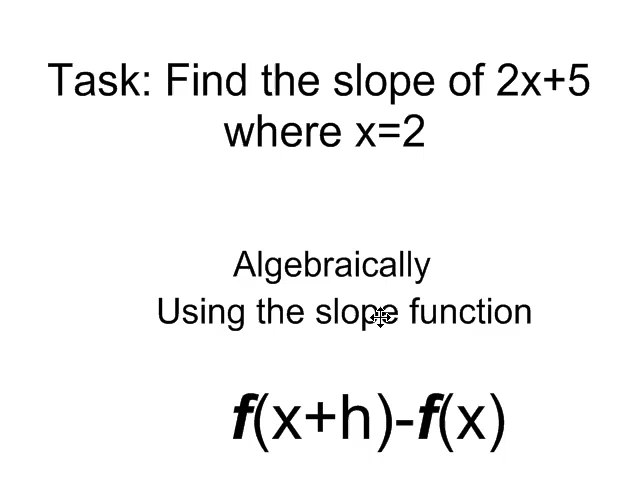 Task: Find the slope of 2x+5
where x=2
Algebraically
Using the slope function
f(x+h)-f(x)